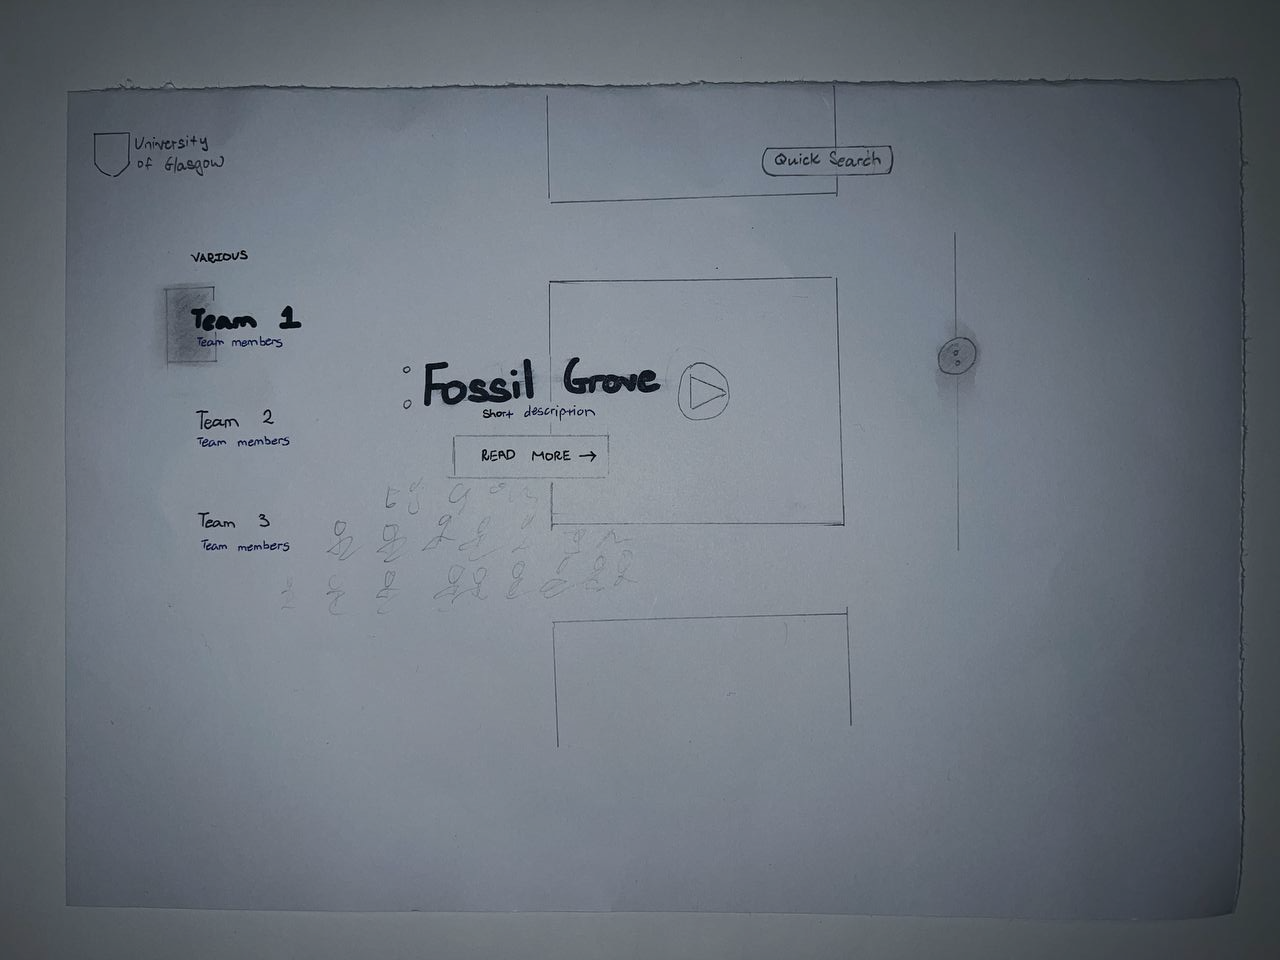 University
of Glasgow
Quick Search
VARIOUS
Team 1
Team members
Team 2
Team members
Team 3
Team members
Fossil Grove
Short description
READ MORE →